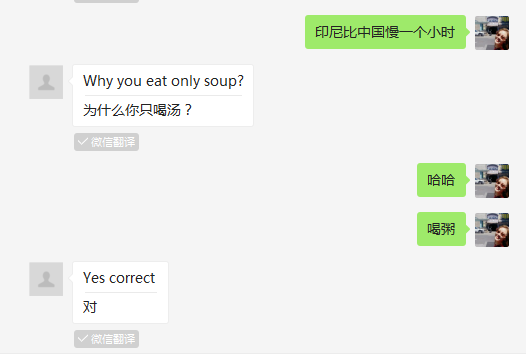 印尼比中国慢一个小时
Why you eat only soup?
为什么你只喝汤？
微信翻译
哈哈
喝粥
Yes correct
对
微信翻译